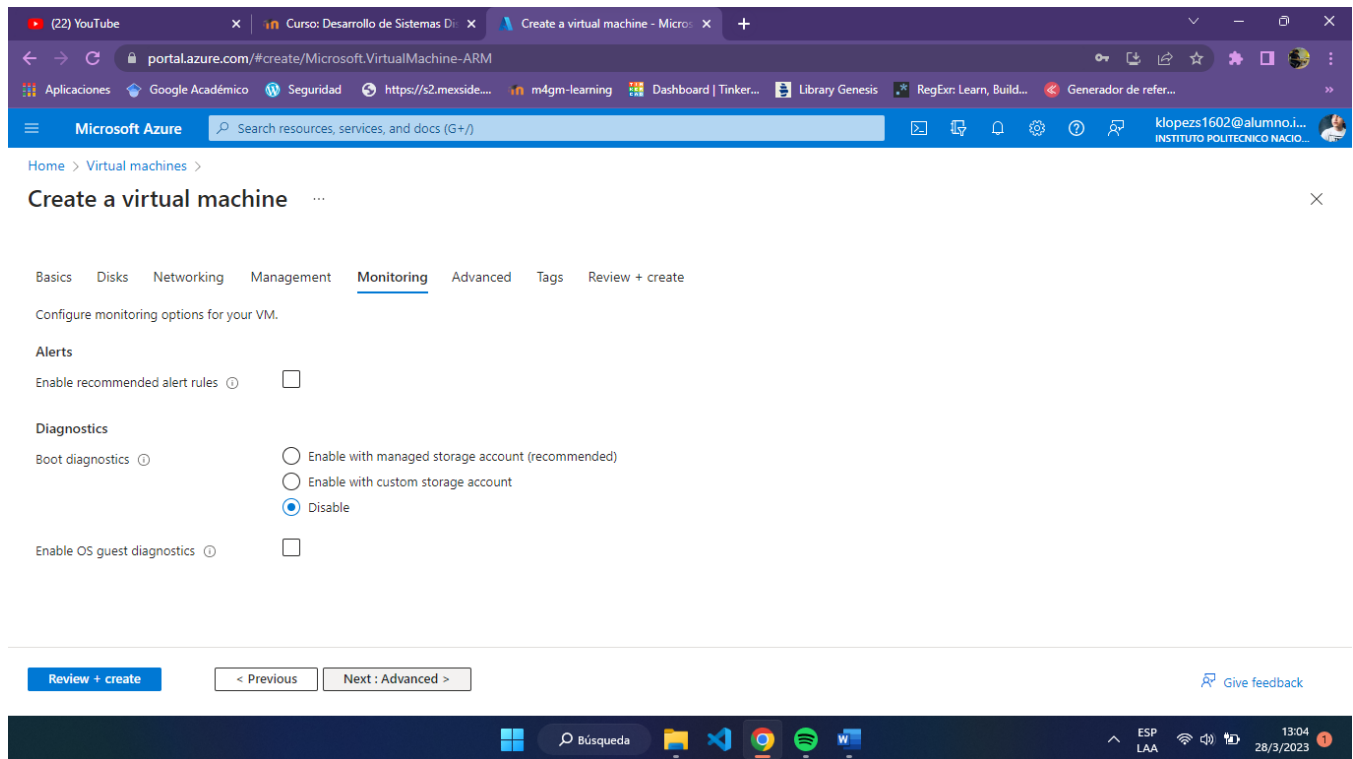 (22) YouTube
Curso: Desarrollo de Sistemas Di
Create a virtual machine - Micros
portal.azure.com/#create/Microsoft.VirtualMachine-ARM
Aplicaciones Google Académico Seguridad https://s2.mexside.... m4gm-learning Dashboard | Tinker... Library Genesis RegExr: Learn, Build... Generador de refer... »
Microsoft Azure
Search resources, services, and docs (G+/)
klopezs1602@alumno.i...
INSTITUTO POLITECNICO NACIO...
Home > Virtual machines >
Create a virtual machine ...
Basics Disks Networking Management Monitoring Advanced Tags Review + create
Configure monitoring options for your VM.
Alerts
Enable recommended alert rules
Diagnostics
Boot diagnostics
Enable with managed storage account (recommended)
Enable with custom storage account
Disable
Enable OS guest diagnostics
Review + create
< Previous
Next : Advanced >
Give feedback
Búsqueda
ESP
LAA
13:04
28/3/2023
1